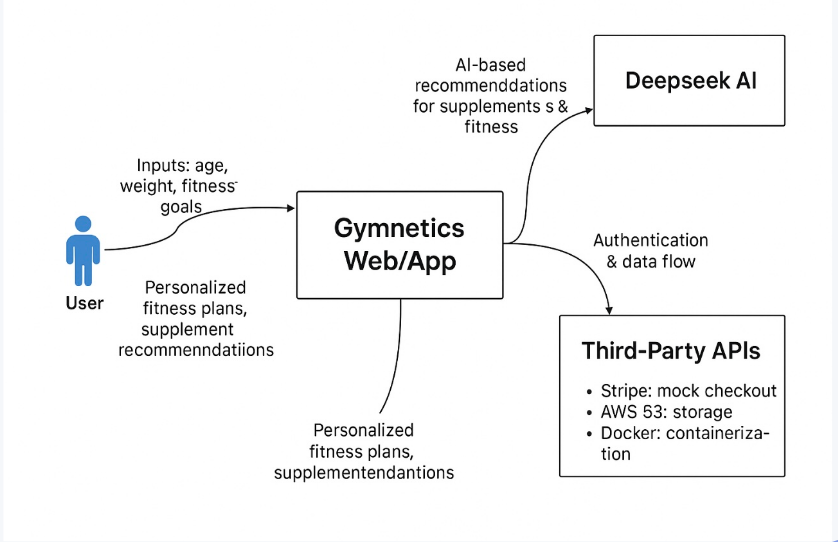 AI-based
recommenddations
for supplements s &
fitness
Deepseek AI
Inputs: age,
weight, fitness
goals
Gymnetics
Web/App
User
Authentication
& data flow
Personalized
fitness plans,
supplement
recommenndatiions
Third-Party APIs
• Stripe: mock checkout
• AWS 53: storage
• Docker: containeriza-
tion
Personalized
fitness plans,
supplementendantions